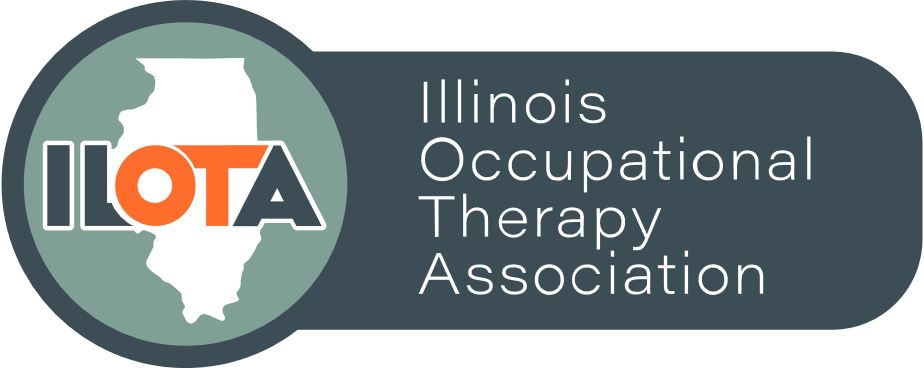 ILOTA
Illinois
Occupational
Therapy
Association